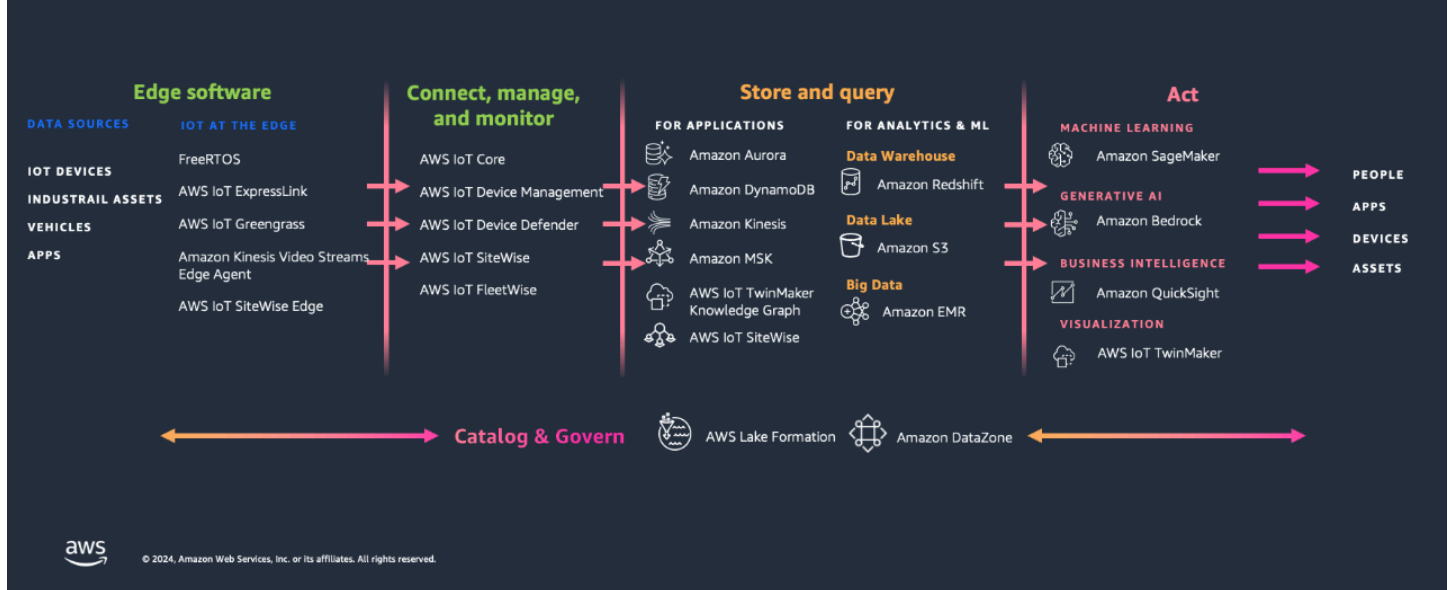 Edge software
DATA SOURCES
IOT DEVICES
INDUSTRAIL ASSETS
VEHICLES
APPS
IOT AT THE EDGE
FreeRTOS
AWS IoT ExpressLink
AWS IoT Greengrass
Amazon Kinesis Video Streams
Edge Agent
AWS IoT SiteWise Edge
Connect, manage,
and monitor
AWS IoT Core
AWS IoT Device Management
AWS IoT Device Defender
AWS IoT SiteWise
AWS IoT FleetWise
Store and query
FOR APPLICATIONS
Amazon Aurora
Amazon DynamoDB
Amazon Kinesis
Amazon MSK
AWS IoT TwinMaker
Knowledge Graph
AWS IoT SiteWise
FOR ANALYTICS & ML
Data Warehouse
Amazon Redshift
Data Lake
Amazon S3
Big Data
Amazon EMR
Act
MACHINE LEARNING
Amazon SageMaker
GENERATIVE AI
Amazon Bedrock
BUSINESS INTELLIGENCE
Amazon QuickSight
VISUALIZATION
AWS IoT TwinMaker
PEOPLE
APPS
DEVICES
ASSETS
Catalog & Govern
AWS Lake Formation
Amazon DataZone
aws
© 2024, Amazon Web Services, Inc. or its affiliates. All rights reserved.